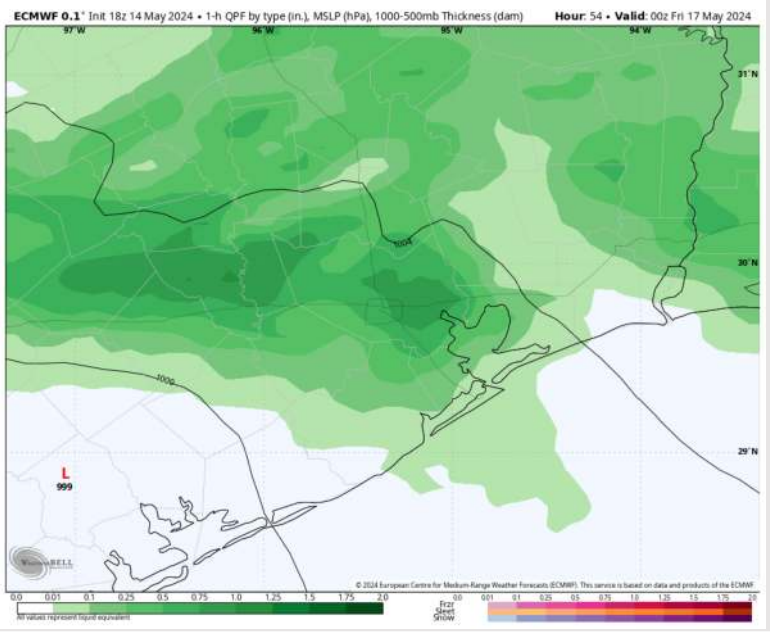 ECMWF 0.1° Init 18z 14 May 2024 • 1-h QPF by type (in.), MSLP (hPa), 1000-500mb Thickness (dam) Hour: 54 • Valid: 00z Fri 17 May 2024
97°W 96°W 95°W 94°W
31°N
1004
30°N
1000
29°N
L
999
WeatherBELL
© 2024 European Centre for Medium-Range Weather Forecasts (ECMWF). This service is based on data and products of the ECMWF
0.0 0.01 0.1 0.25 0.5 1.0 1.25 1.5 1.75 2.0
All values represent liquid equivalent
0.0 0.01 0.1 0.25 0.5 0.75 1.0 1.25 1.5 1.75 2.0
Frzr
Sleet
Snow